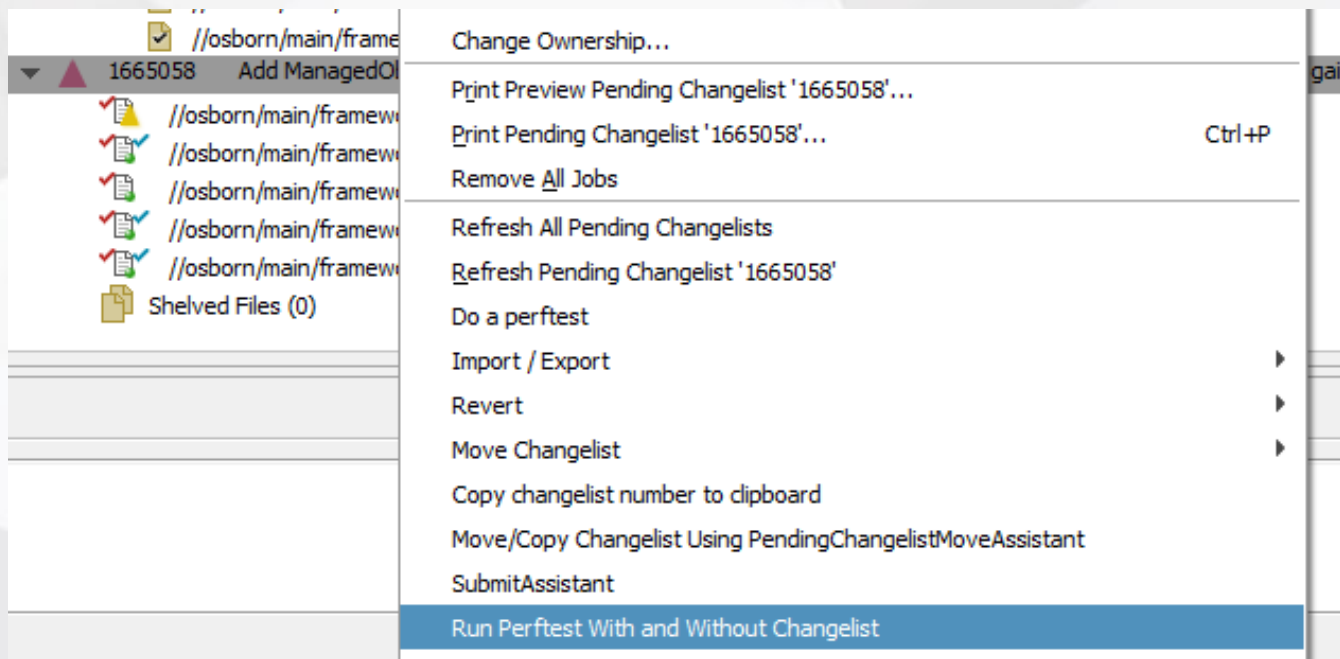 //osborn/main/frame
1665058 Add ManagedOl
//osborn/main/framew
//osborn/main/framew
//osborn/main/framew
//osborn/main/framew
//osborn/main/framew
Shelved Files (0)
Change Ownership...
Print Preview Pending Changelist '1665058'...
Print Pending Changelist '1665058'... Ctrl+P
Remove All Jobs
Refresh All Pending Changelists
Refresh Pending Changelist '1665058'
Do a perftest
Import / Export
Revert
Move Changelist
Copy changelist number to clipboard
Move/Copy Changelist Using PendingChangelistMoveAssistant
SubmitAssistant
Run Perftest With and Without Changelist
gai